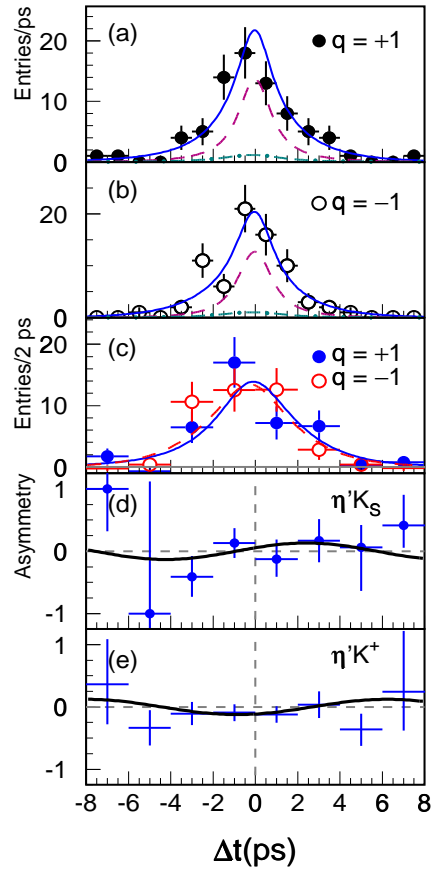 Entries/ps
20
10
0
(a)
q = +1
20
10
0
(b)
q = −1
Entries/2 ps
20
10
0
(c)
q = +1
q = −1
Asymmetry
1
0
-1
(d)
η'K_S
1
0
-1
(e)
η'K⁺
-8 -6 -4 -2 0 2 4 6 8
Δt(ps)